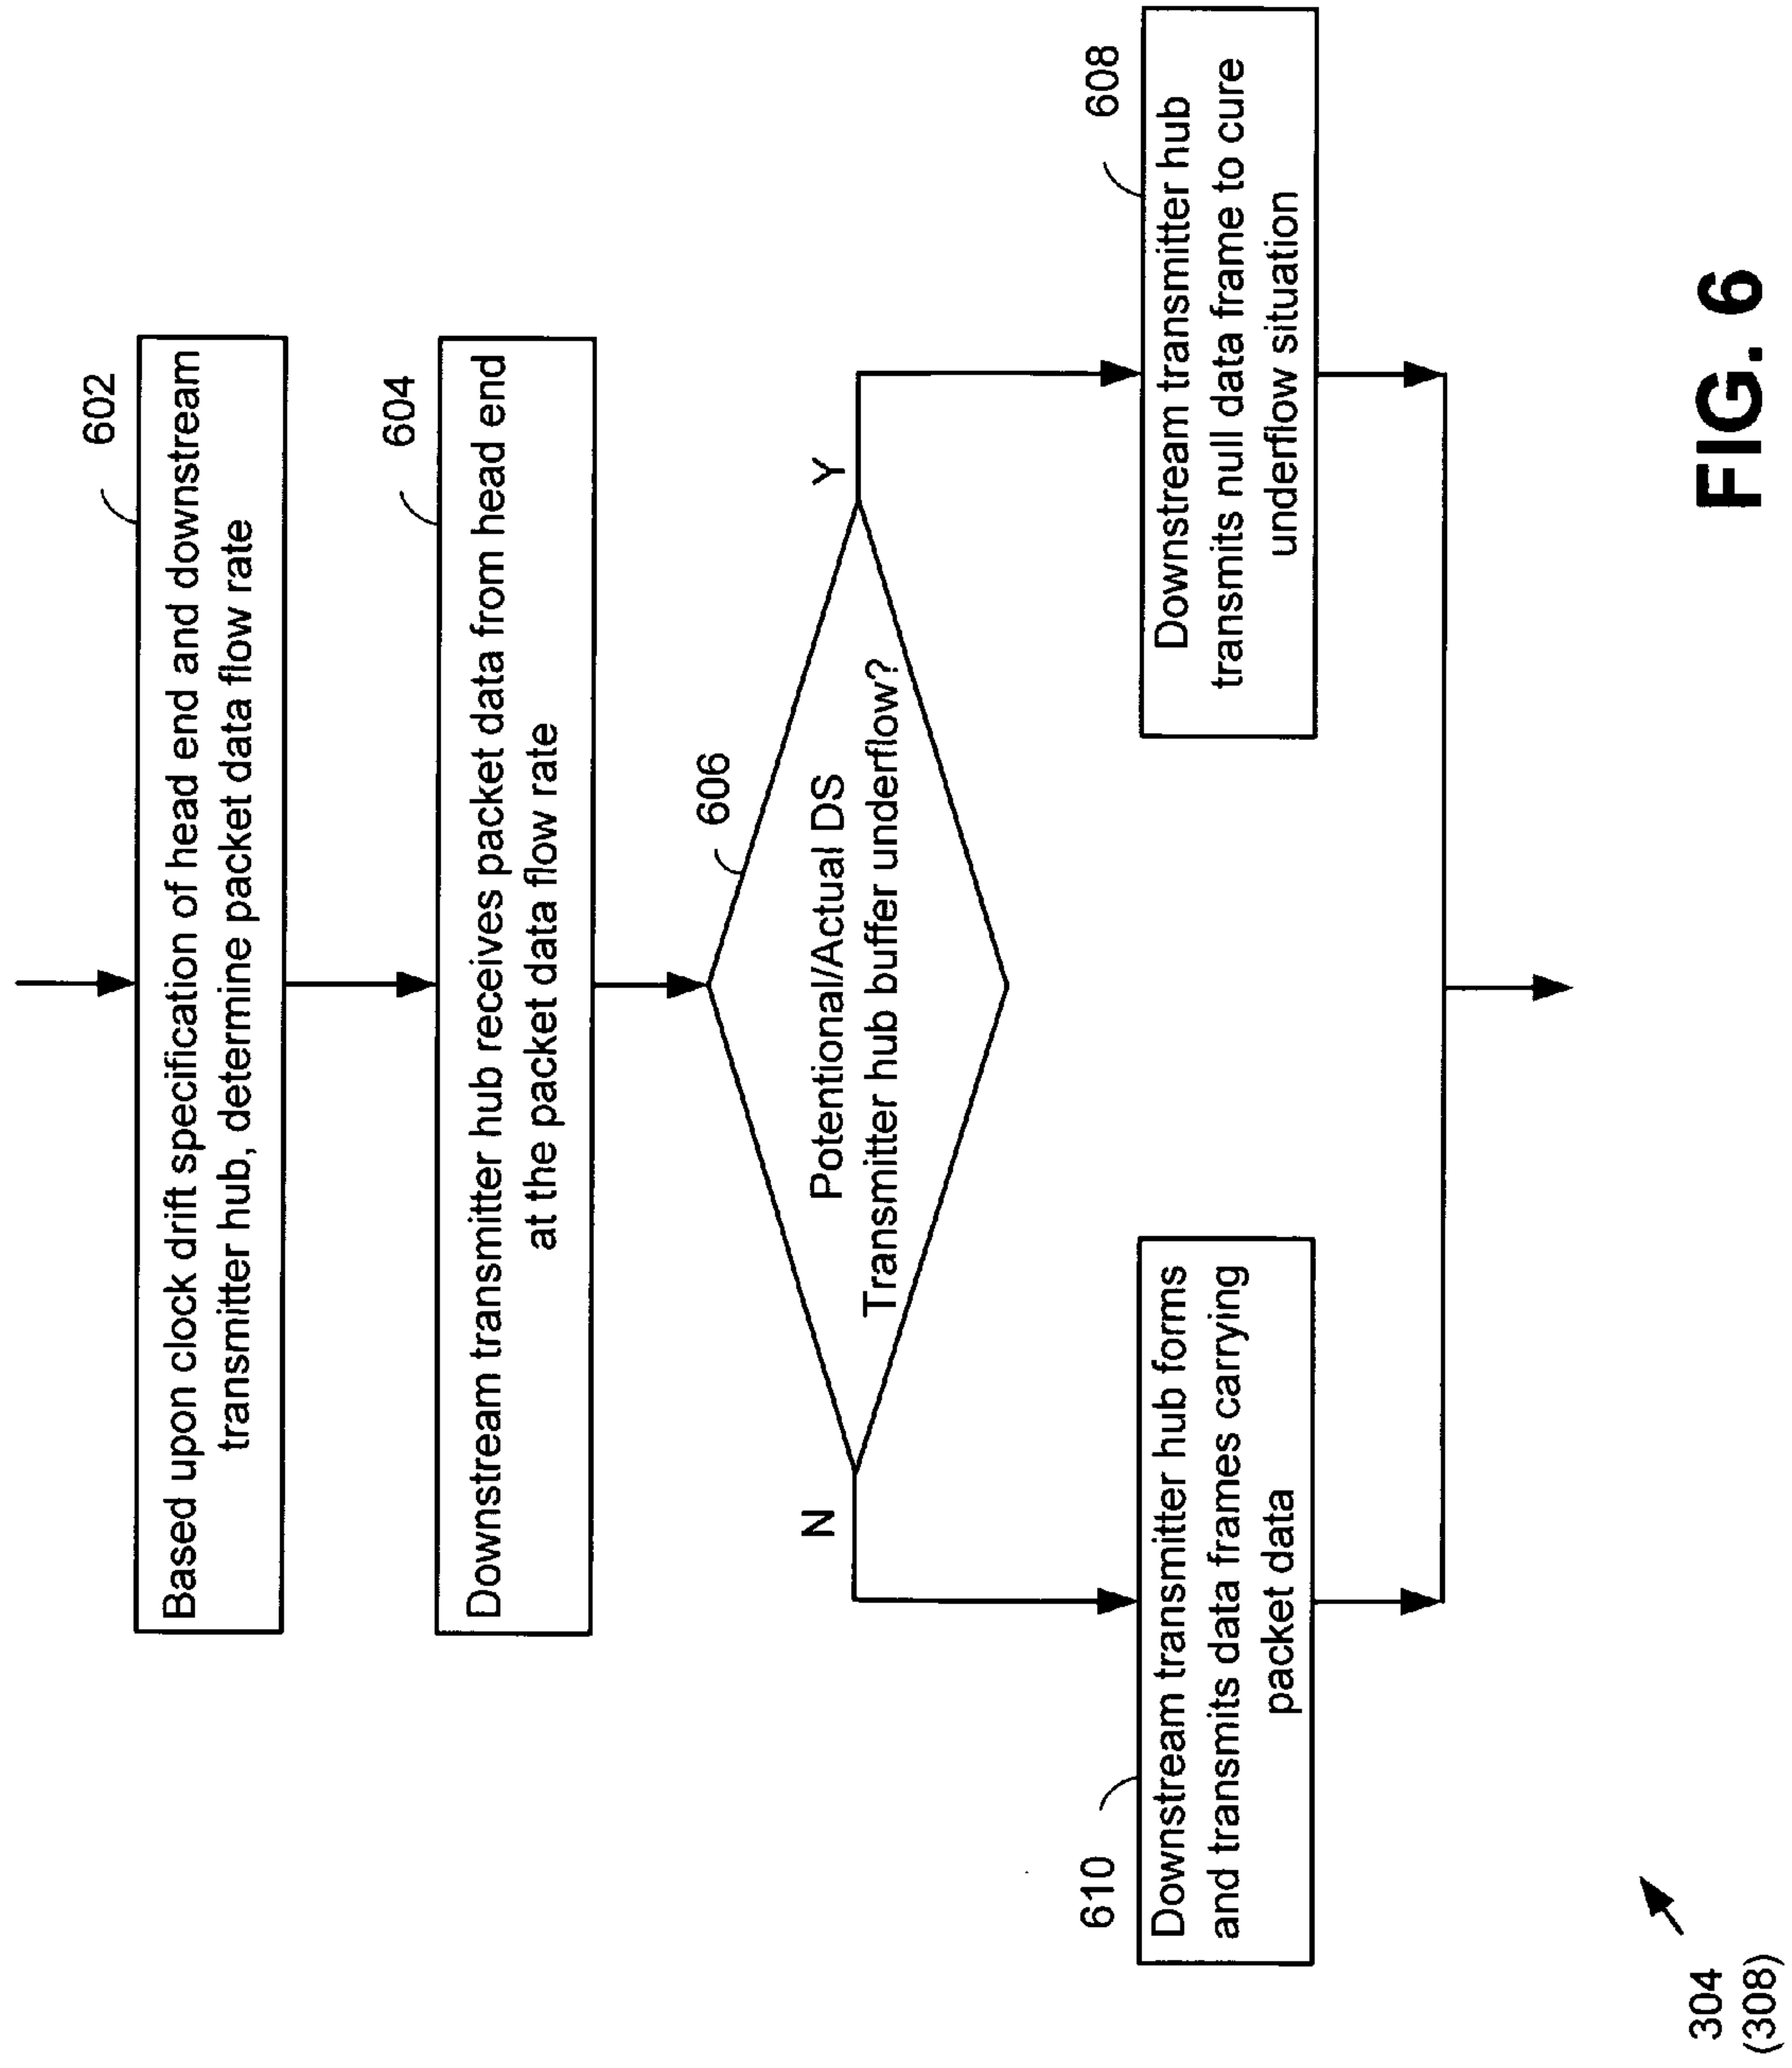 602
Based upon clock drift specification of head end and downstream
transmitter hub, determine packet data flow rate
604
Downstream transmitter hub receives packet data from head end
at the packet data flow rate
606
Potentional/Actual DS
Transmitter hub buffer underflow?
N
Y
610
Downstream transmitter hub forms
and transmits data frames carrying
packet data
608
Downstream transmitter hub
transmits null data frame to cure
underflow situation
304
(308)
FIG. 6